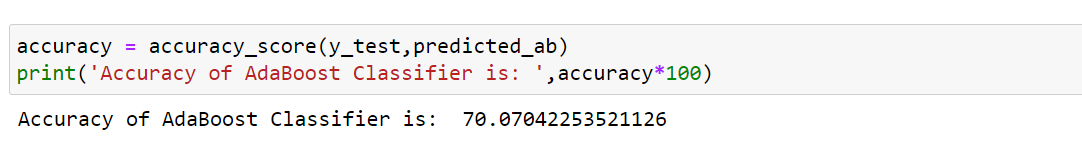 accuracy = accuracy_score(y_test,predicted_ab)
print('Accuracy of AdaBoost Classifier is: ',accuracy*100)
Accuracy of AdaBoost Classifier is:  70.07042253521126